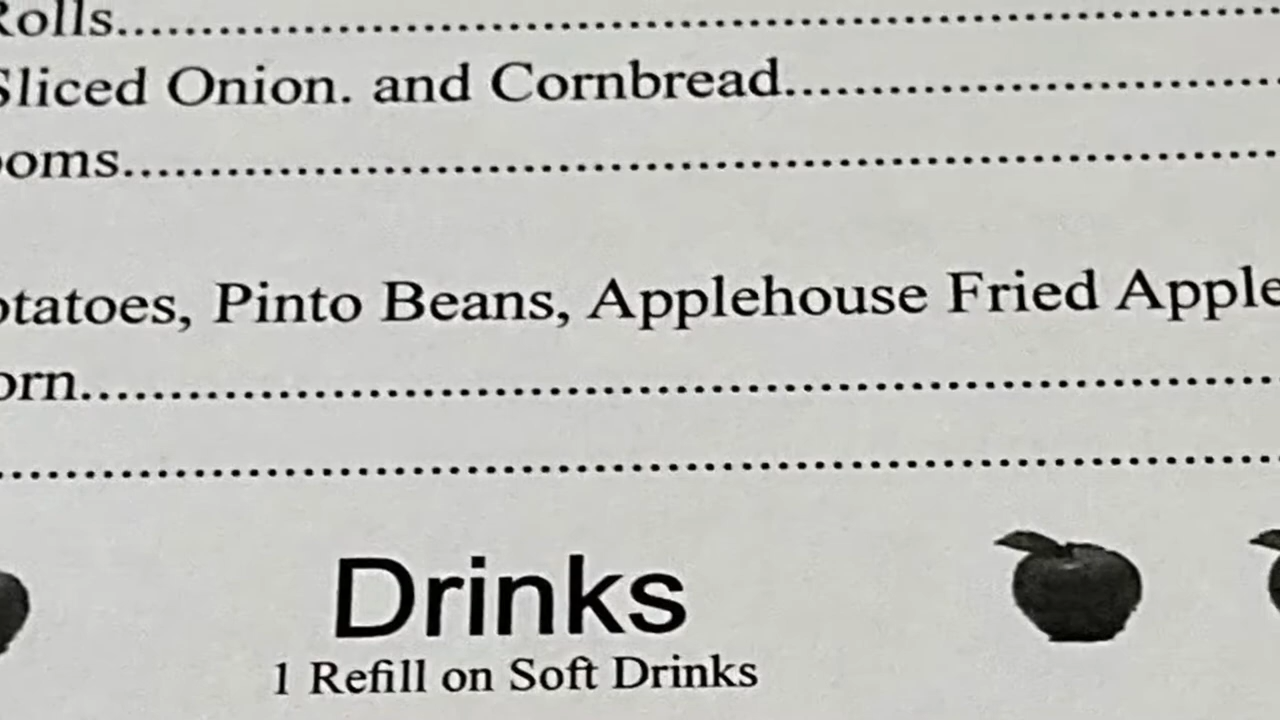 Rolls........................................................
Sliced Onion. and Cornbread...................................
ooms........................................................
otatoes, Pinto Beans, Applehouse Fried Apple
orn..........................................................
.............................................................
Drinks
1 Refill on Soft Drinks